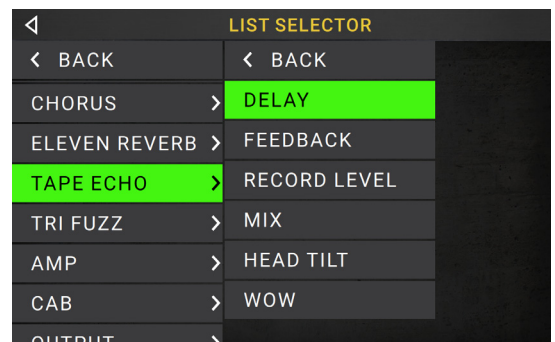 LIST SELECTOR
BACK
CHORUS
ELEVEN REVERB
TAPE ECHO
TRI FUZZ
AMP
CAB
OUTPUT
BACK
DELAY
FEEDBACK
RECORD LEVEL
MIX
HEAD TILT
WOW